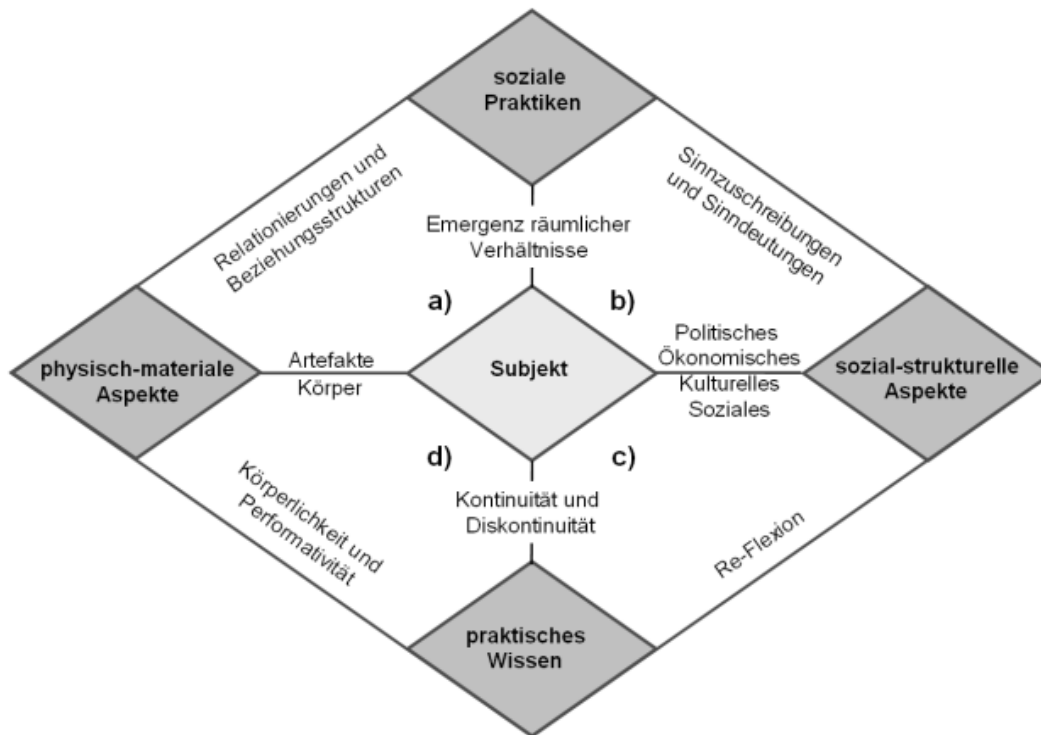 soziale
Praktiken
Relationierungen und
Beziehungsstrukturen
Sinnzuschreibungen
und Sinndeutungen
Emergenz räumlicher
Verhältnisse
a)
b)
physisch-materiale
Aspekte
Artefakte
Körper
Subjekt
Politisches
Ökonomisches
Kulturelles
Soziales
sozial-strukturelle
Aspekte
d)
c)
Körperlichkeit und
Performativität
Kontinuität und
Diskontinuität
Re-Flexion
praktisches
Wissen